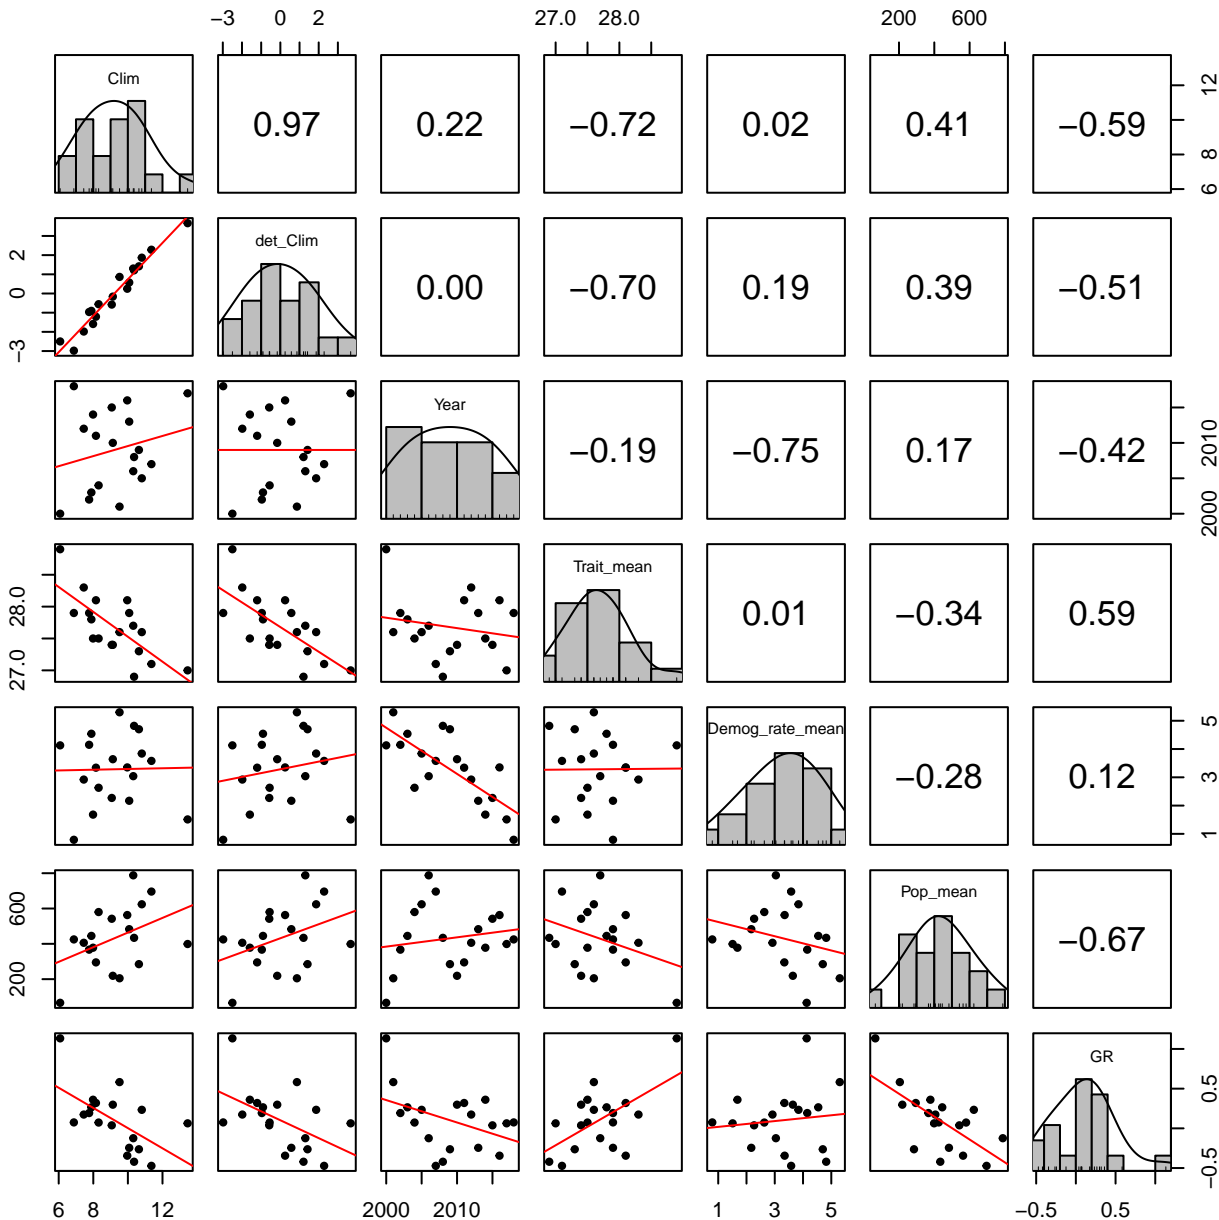 −3 0 2 27.0 28.0 200 600
Clim 0.97 0.22 −0.72 0.02 0.41 −0.59 6 8 12
−3 0 2 det_Clim 0.00 −0.70 0.19 0.39 −0.51
Year −0.19 −0.75 0.17 −0.42 2000 2010
27.0 28.0 Trait_mean 0.01 −0.34 0.59
Demog_rate_mean −0.28 0.12 1 3 5
200 600 Pop_mean −0.67
GR −0.5 0.5
6 8 12 2000 2010 1 3 5 −0.5 0.5